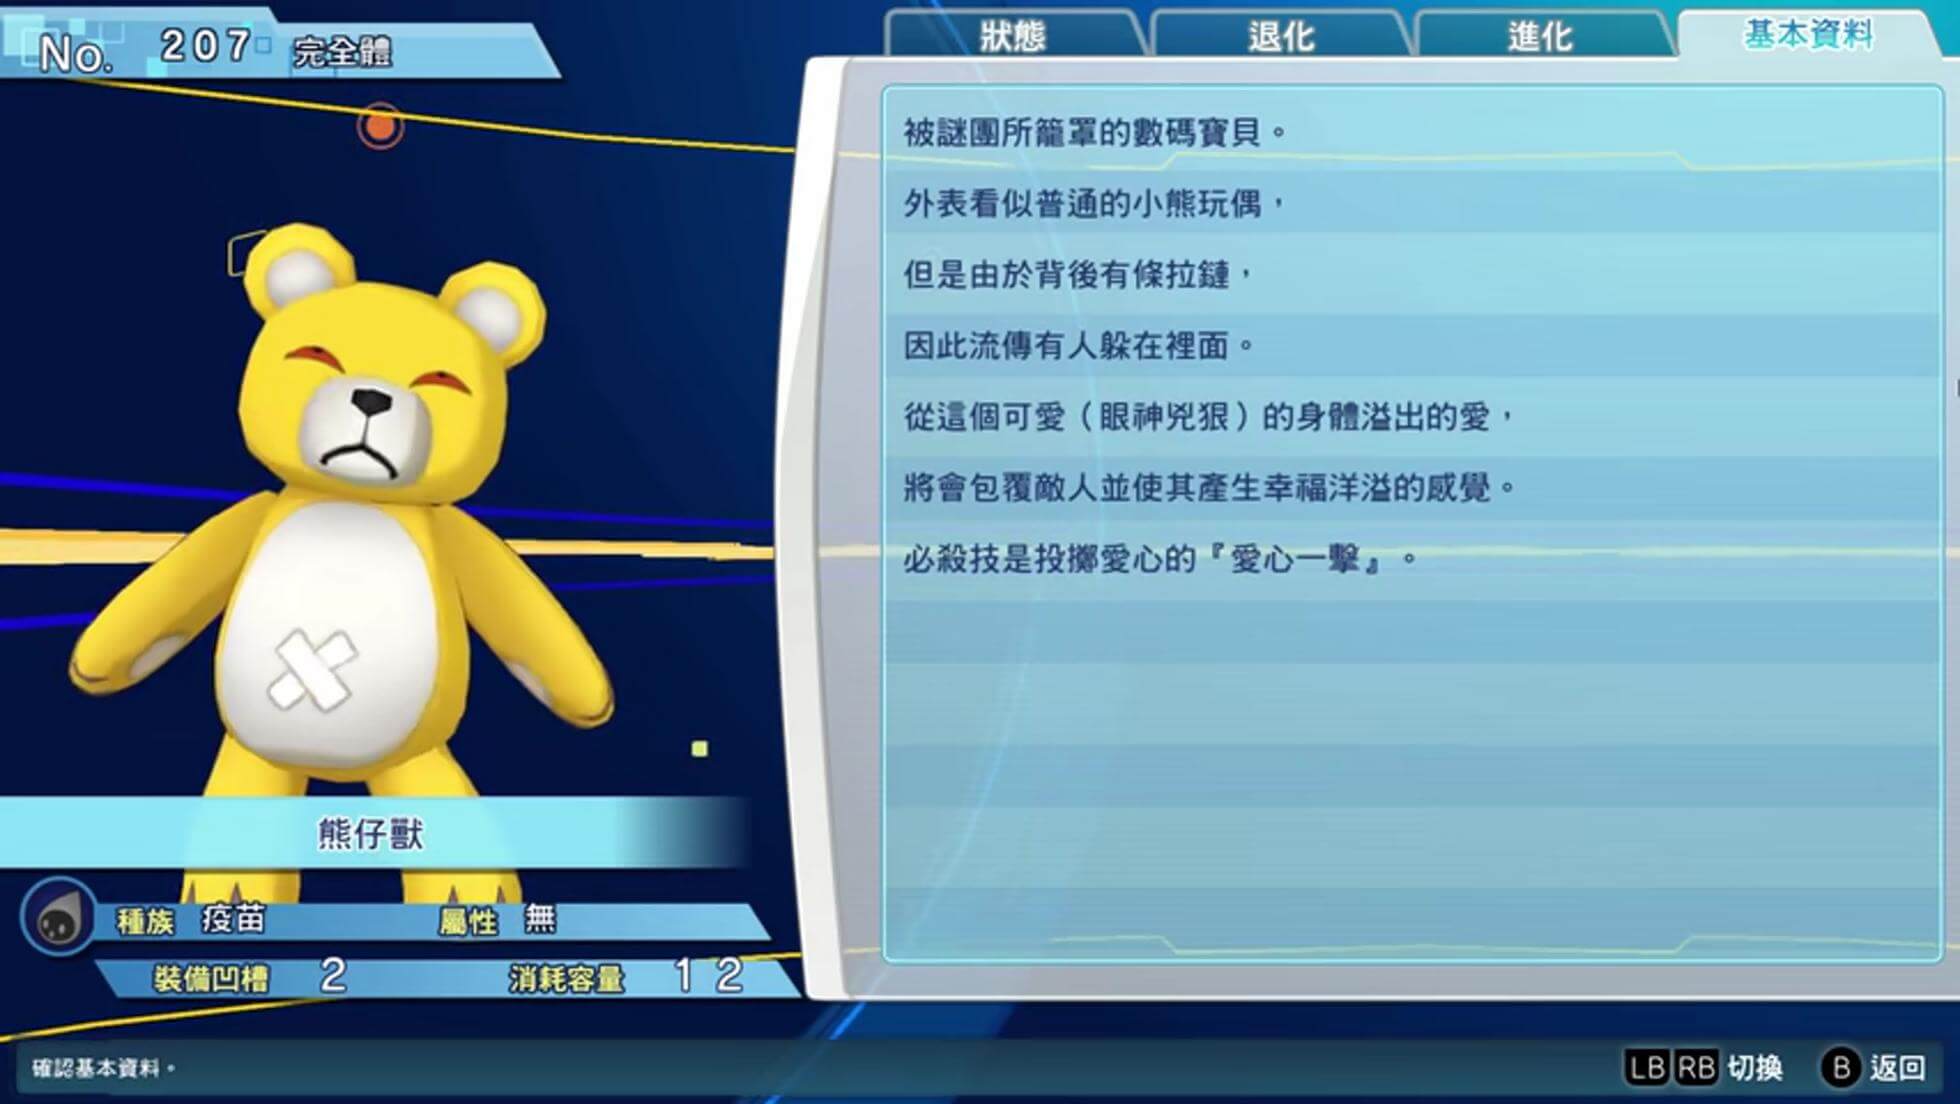 No. 207 完全體
狀態 退化 進化 基本資料
被謎團所籠罩的數碼寶貝。
外表看似普通的小熊玩偶，
但是由於背後有條拉鏈，
因此流傳有人躲在裡面。
從這個可愛（眼神兇狠）的身體溢出的愛，
將會包覆敵人並使其產生幸福洋溢的感覺。
必殺技是投擲愛心的『愛心一擊』。
熊仔獸
種族 疫苗 屬性 無
裝備凹槽 2 消耗容量 12
確認基本資料。
LB RB 切換 B 返回